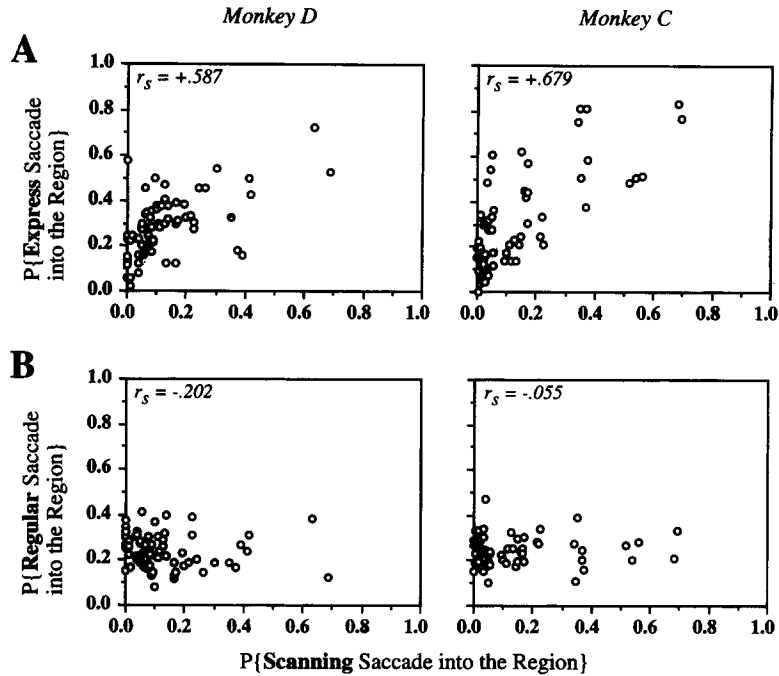 Monkey D
Monkey C
A
P{Express Saccade
into the Region}
1.0
0.8
0.6
0.4
0.2
0.0
r_s = +.587
0.0 0.2 0.4 0.6 0.8 1.0
r_s = +.679
0.0 0.2 0.4 0.6 0.8 1.0
B
P{Regular Saccade
into the Region}
1.0
0.8
0.6
0.4
0.2
0.0
r_s = -.202
0.0 0.2 0.4 0.6 0.8 1.0
r_s = -.055
0.0 0.2 0.4 0.6 0.8 1.0
P{Scanning Saccade into the Region}